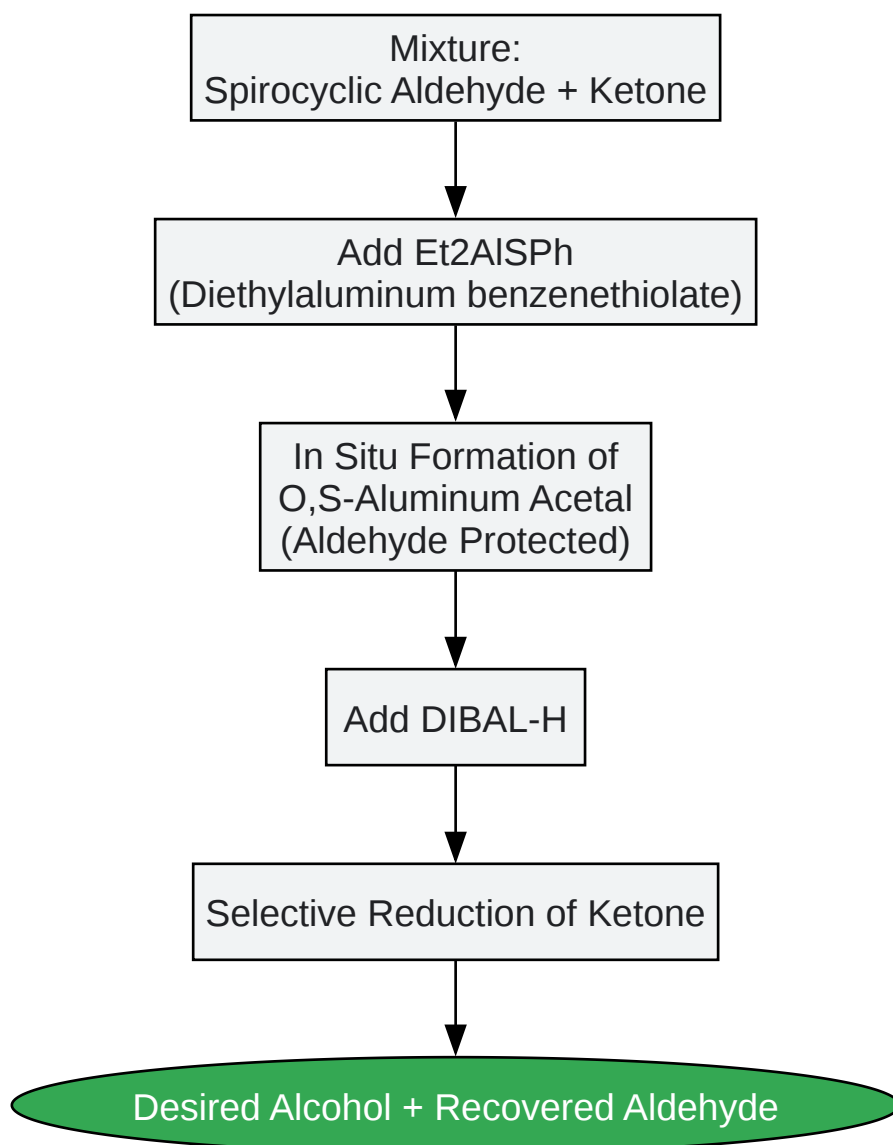 Mixture:
Spirocyclic Aldehyde + Ketone
Add Et2AlSPh
(Diethylaluminum benzenethiolate)
In Situ Formation of
O,S-Aluminum Acetal
(Aldehyde Protected)
Add DIBAL-H
Selective Reduction of Ketone
Desired Alcohol + Recovered Aldehyde